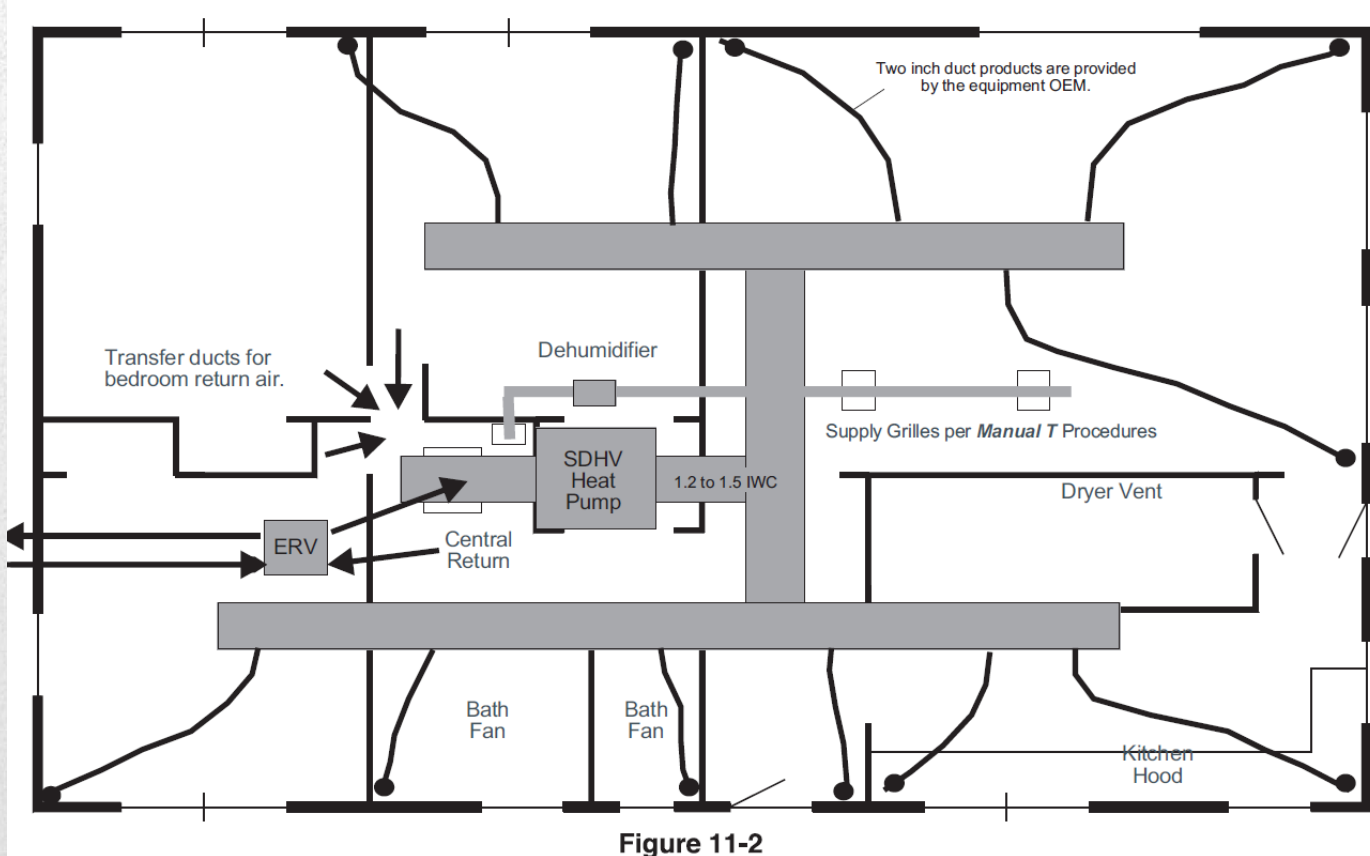 Two inch duct products are provided
by the equipment OEM.
Transfer ducts for
bedroom return air.
Dehumidifier
Supply Grilles per Manual T Procedures
SDHV
Heat
Pump
1.2 to 1.5 IWC
Dryer Vent
ERV
Central
Return
Bath
Fan
Bath
Fan
Kitchen
Hood
Figure 11-2